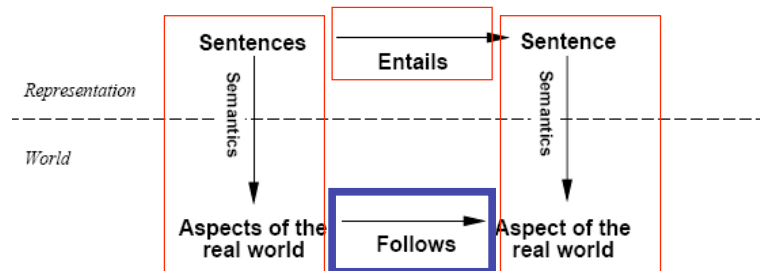 Sentences
Entails
Sentence
Representation
Semantics
Semantics
World
Aspects of the
real world
Follows
Aspect of the
real world